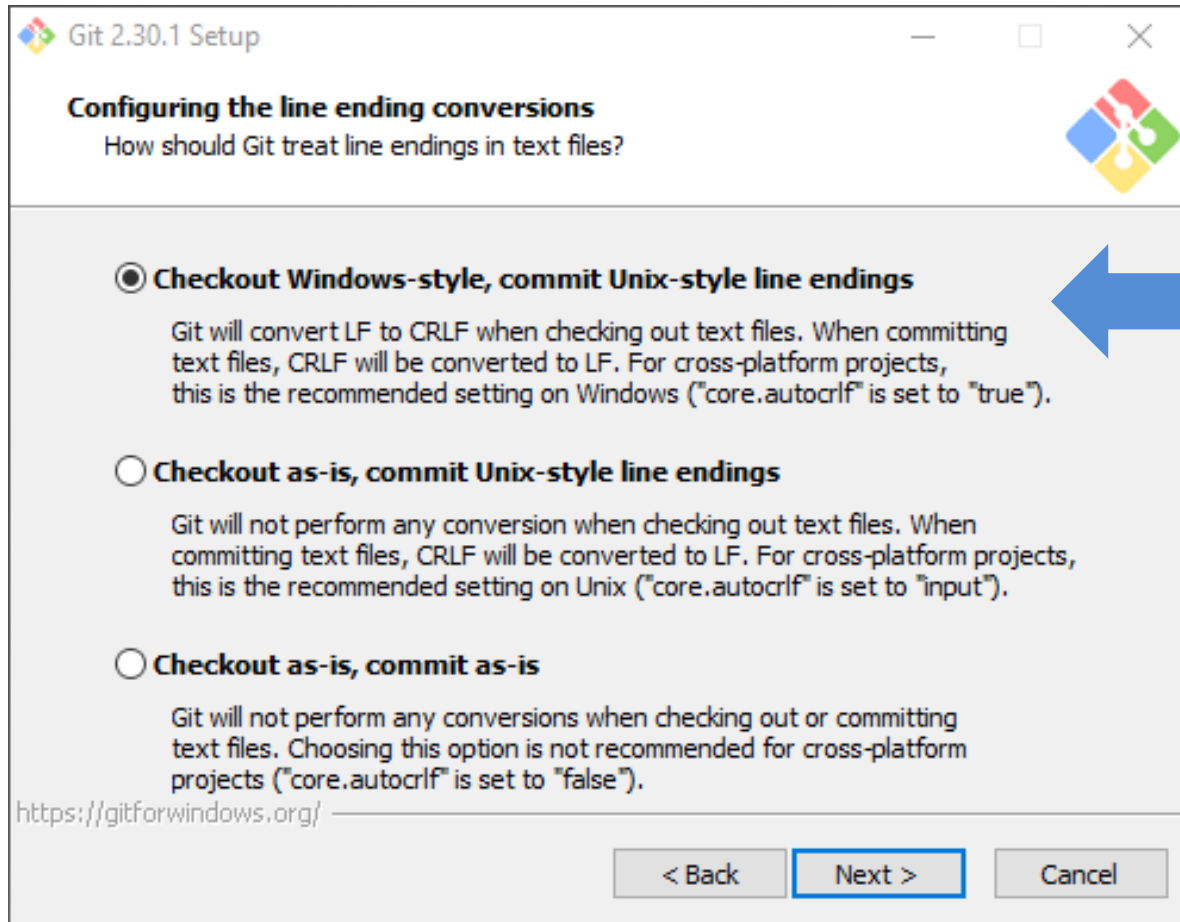 Git 2.30.1 Setup
Configuring the line ending conversions
How should Git treat line endings in text files?
Checkout Windows-style, commit Unix-style line endings
Git will convert LF to CRLF when checking out text files. When committing
text files, CRLF will be converted to LF. For cross-platform projects,
this is the recommended setting on Windows ("core.autocrlf" is set to "true").
Checkout as-is, commit Unix-style line endings
Git will not perform any conversion when checking out text files. When
committing text files, CRLF will be converted to LF. For cross-platform projects,
this is the recommended setting on Unix ("core.autocrlf" is set to "input").
Checkout as-is, commit as-is
Git will not perform any conversions when checking out or committing
text files. Choosing this option is not recommended for cross-platform
projects ("core.autocrlf" is set to "false").
https://gitforwindows.org/
< Back
Next >
Cancel